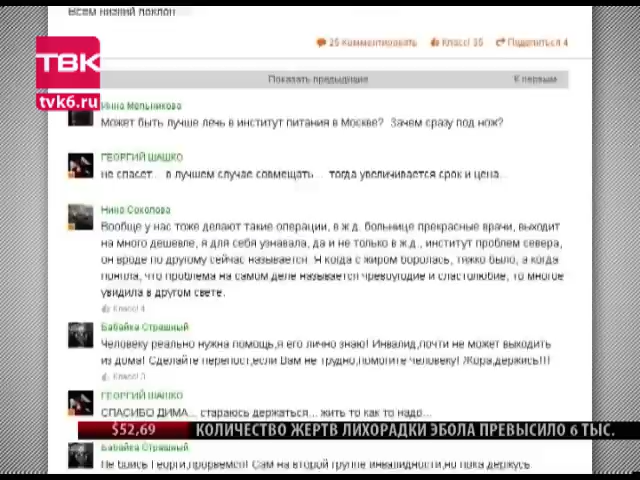 Всем низкий поклон
25 Комментировать Класс! 35 Поделиться 4
ТВК
tvk6.ru
Показать предыдущие К первым
Инна Мельникова
Может быть лучше лечь в институт питания в Москве? Зачем сразу под нож?
ГЕОРГИЙ ШАШКО
не спасет... в лучшем случае совмещать... тогда увеличивается срок и цена..
Нина Соколова
Вообще у нас тоже делают такие операции, в ж.д. больнице прекрасные врачи, выходит
на много дешевле, я для себя узнавала, да и не только в ж.д., институт проблем севера,
он вроде по другому сейчас называется. Я когда с жиром боролась, тяжко было, а когда
поняла, что проблема на самом деле называется чревоугодие и сластолюбие, то многое
увидила в другом свете.
Класс! 4
Бабайка Страшный
Человеку реально нужна помощь,я его лично знаю! Инвалид,почти не может выходить
из дома! Сделайте перепост,если Вам не трудно,помогите человеку! Жора,держись!!!
Класс! 3
ГЕОРГИЙ ШАШКО
СПАСИБО ДИМА... стараюсь держаться... жить то как то надо...
$52,69 КОЛИЧЕСТВО ЖЕРТВ ЛИХОРАДКИ ЭБОЛА ПРЕВЫСИЛО 6 ТЫС.
Бабайка Страшный
Не боись Георги,прорвемся! Сам на второй группе инвалидности,но пока держусь